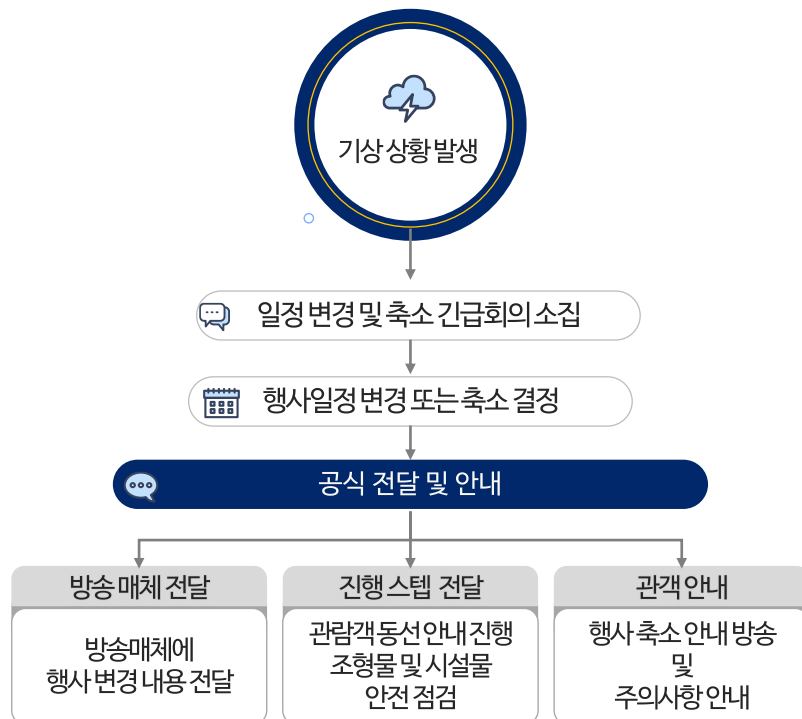 기상 상황 발생
일정 변경 및 축소 긴급회의 소집
행사일정 변경 또는 축소 결정
공식 전달 및 안내
방송 매체 전달
방송매체에
행사 변경 내용 전달
진행 스텝 전달
관람객 동선 안내 진행
조형물 및 시설물
안전 점검
관객 안내
행사 축소 안내 방송
및
주의사항 안내